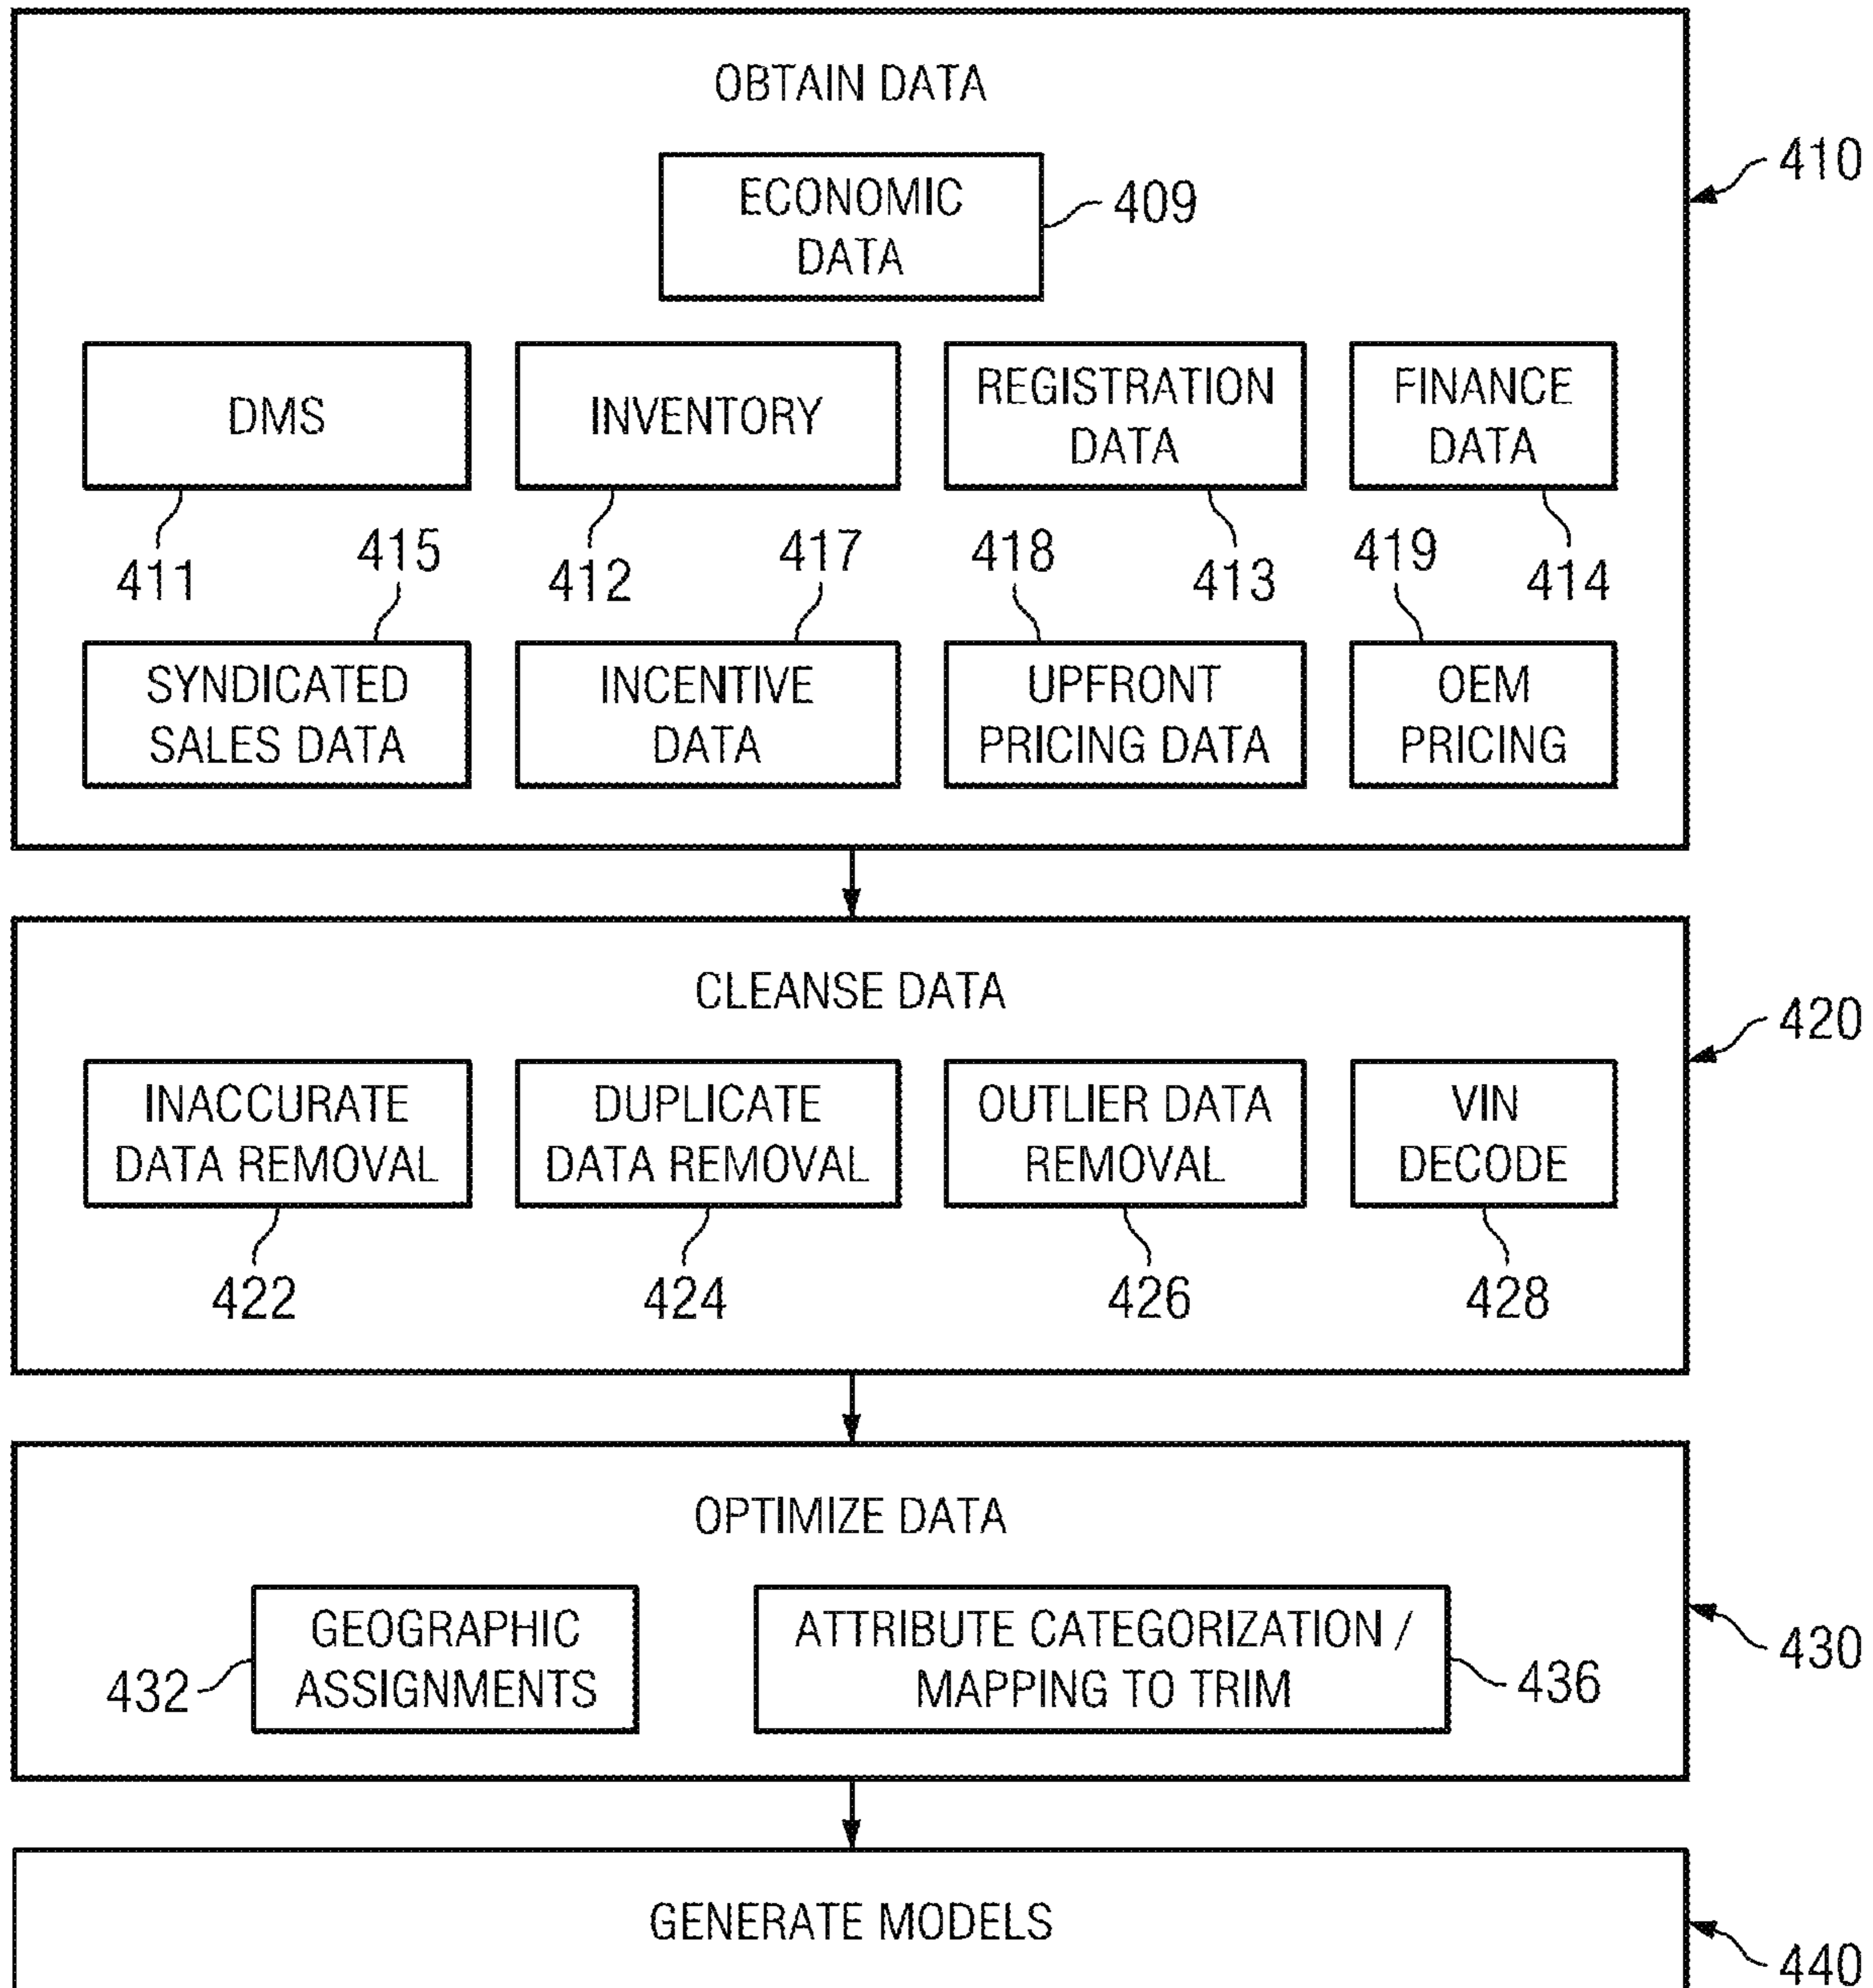 OBTAIN DATA
410
ECONOMIC
DATA
409
DMS
INVENTORY
REGISTRATION
DATA
FINANCE
DATA
411
415
412
417
418
413
419
414
SYNDICATED
SALES DATA
INCENTIVE
DATA
UPFRONT
PRICING DATA
OEM
PRICING
CLEANSE DATA
420
INACCURATE
DATA REMOVAL
DUPLICATE
DATA REMOVAL
OUTLIER DATA
REMOVAL
VIN
DECODE
422
424
426
428
OPTIMIZE DATA
430
432
GEOGRAPHIC
ASSIGNMENTS
ATTRIBUTE CATEGORIZATION /
MAPPING TO TRIM
436
GENERATE MODELS
440